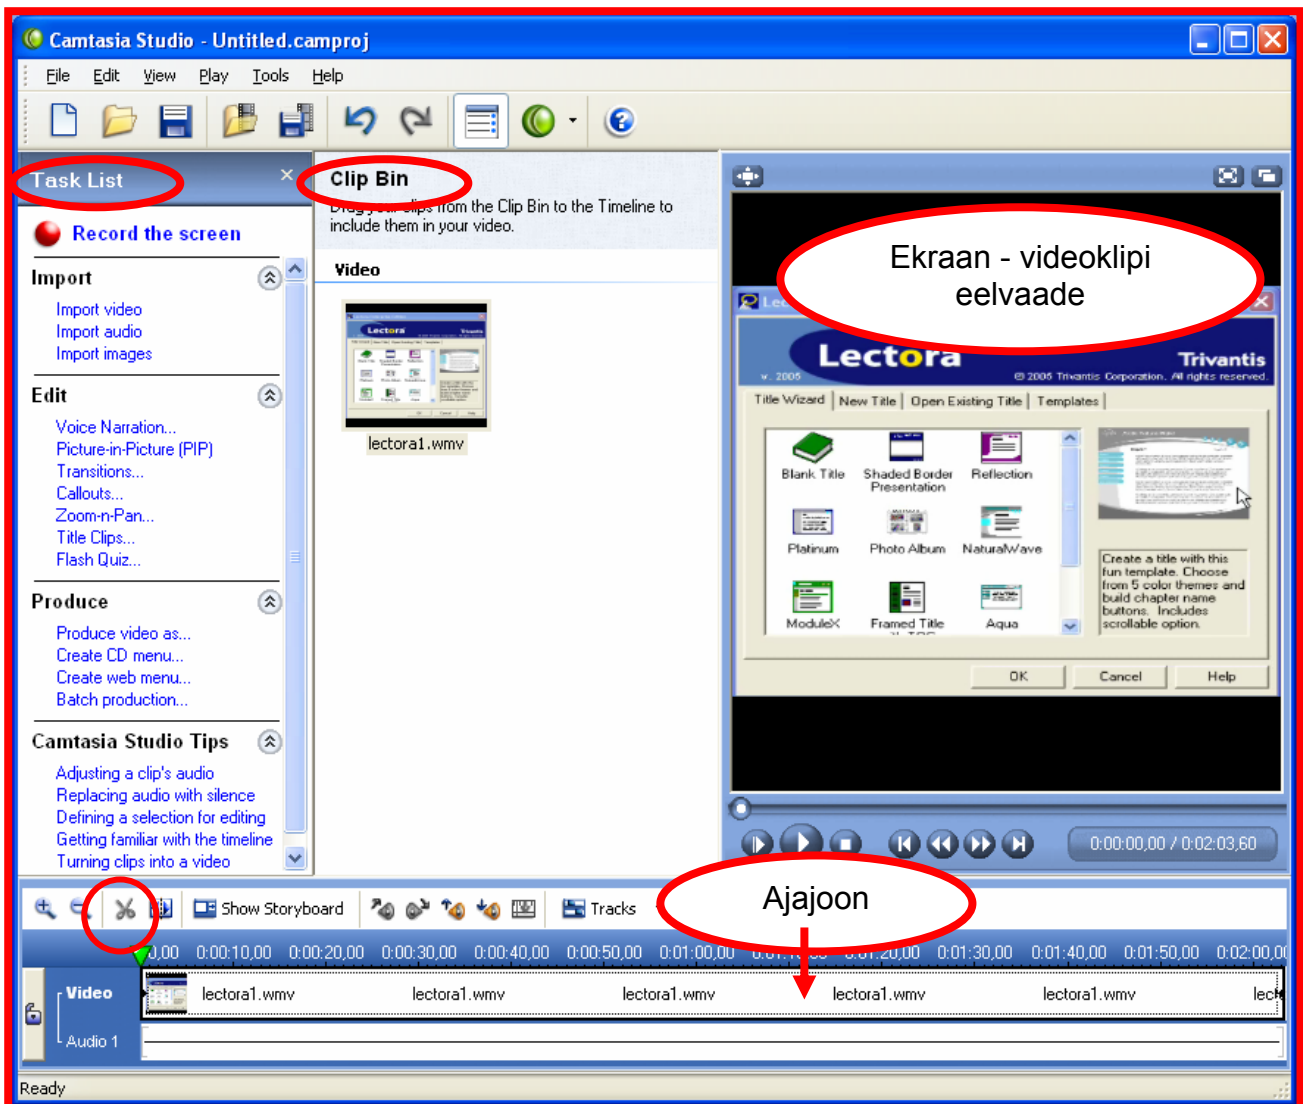 Camtasia Studio - Untitled.camproj
File Edit View Play Tools Help
Task List
Record the screen
Import
Import video
Import audio
Import images
Edit
Voice Narration...
Picture-in-Picture (PIP)
Transitions...
Callouts...
Zoom-n-Pan...
Title Clips...
Flash Quiz...
Produce
Produce video as...
Create CD menu...
Create web menu...
Batch production...
Camtasia Studio Tips
Adjusting a clip's audio
Replacing audio with silence
Defining a selection for editing
Getting familiar with the timeline
Turning clips into a video
Clip Bin
Drag your clips from the Clip Bin to the Timeline to
include them in your video.
Video
Lectora
lectora1.wmv
Ekraan - videoklipi
eelvaade
Lectora
Trivantis
v. 2005 © 2005 Trivantis Corporation. All rights reserved.
Title Wizard New Title Open Existing Title Templates
Blank Title Shaded Border Reflection
Presentation
Platinum Photo Album NaturalWave
ModuleX Framed Title Aqua
Create a title with this
fun template. Choose
from 5 color themes and
build chapter name
buttons. Includes
scrollable option.
OK Cancel Help
0:00:00,00 / 0:02:03,60
Show Storyboard Tracks
Ajajoon
0:00:10,00 0:00:20,00 0:00:30,00 0:00:40,00 0:00:50,00 0:01:00,00 0:01:30,00 0:01:40,00 0:01:50,00 0:02:00,00
Video lectora1.wmv lectora1.wmv lectora1.wmv lectora1.wmv lectora1.wmv
Audio 1
Ready